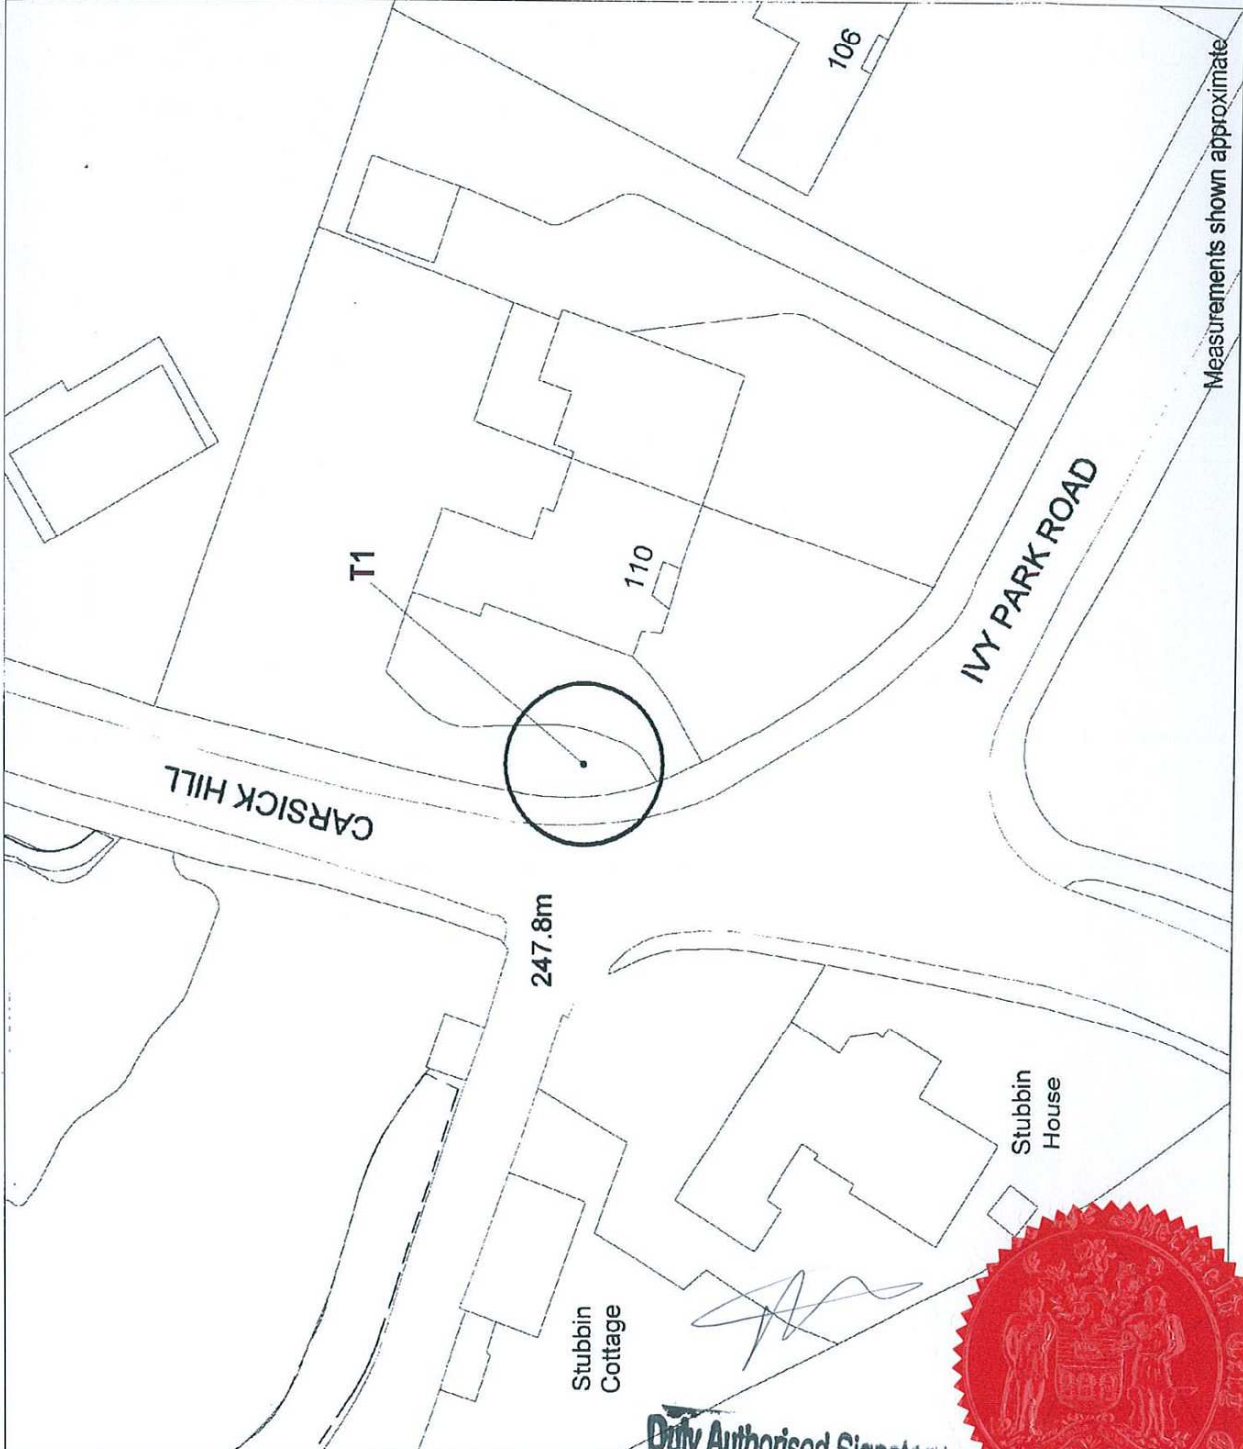 106
Measurements shown approximate
T1
110
IVY PARK ROAD
CARSICK HILL
247.8m
Stubbin
House
Stubbin
Cottage
Duly Authorised Signatory